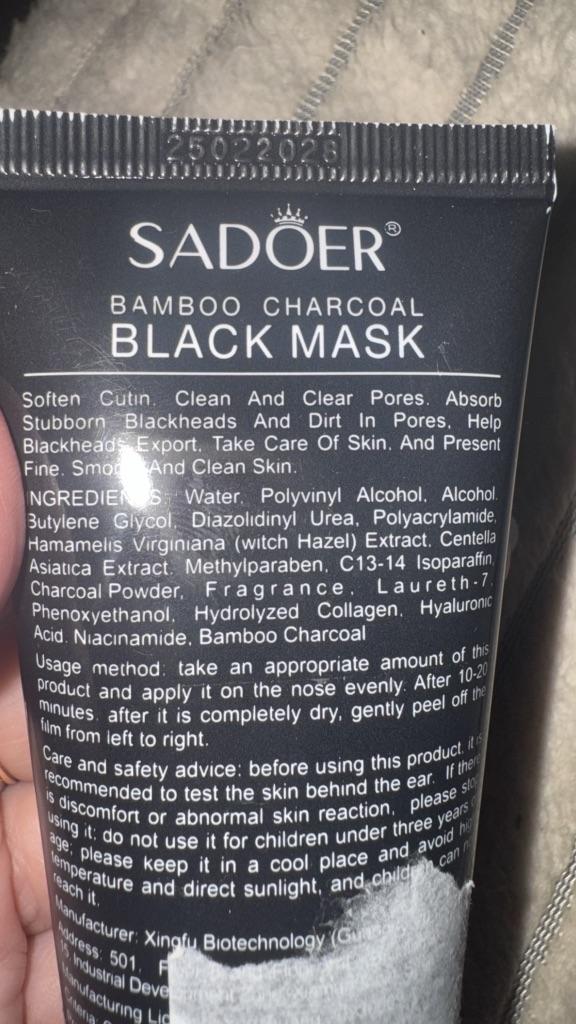 25022028
SADOER®
BAMBOO CHARCOAL
BLACK MASK
Soften Cutin. Clean And Clear Pores. Absorb
Stubborn Blackheads And Dirt In Pores, Help
Blackheads Export, Take Care Of Skin. And Present
Fine. And Clean Skin.
Water, Polyvinyl Alcohol, Alcohol.
Butylene Glycol, Diazolidinyl Urea, Polyacrylamide,
Hamamelis Virginiana (witch Hazel) Extract, Centella
Asiatica Extract, Methylparaben, C13-14 Isoparaffin,
Charcoal Powder, Fragrance, Laureth-7,
Phenoxyethanol, Hydrolyzed Collagen, Hyaluronic
Acid. Niacinamide, Bamboo Charcoal
Usage method: take an appropriate amount of this
product and apply it on the nose evenly. After 10-20
minutes, after it is completely dry, gently peel off the
film from left to right.
Care and safety advice: before using this product, it is
recommended to test the skin behind the ear. If there
is discomfort or abnormal skin reaction, please
using it: do not use it for children under three years
age; please keep it in a cool place and avoid
temperature and direct sunlight, and can
reach it.
Manufacturer: Xingfu Biotechnology
Address: 501,
15, Industrial
Manufacturing